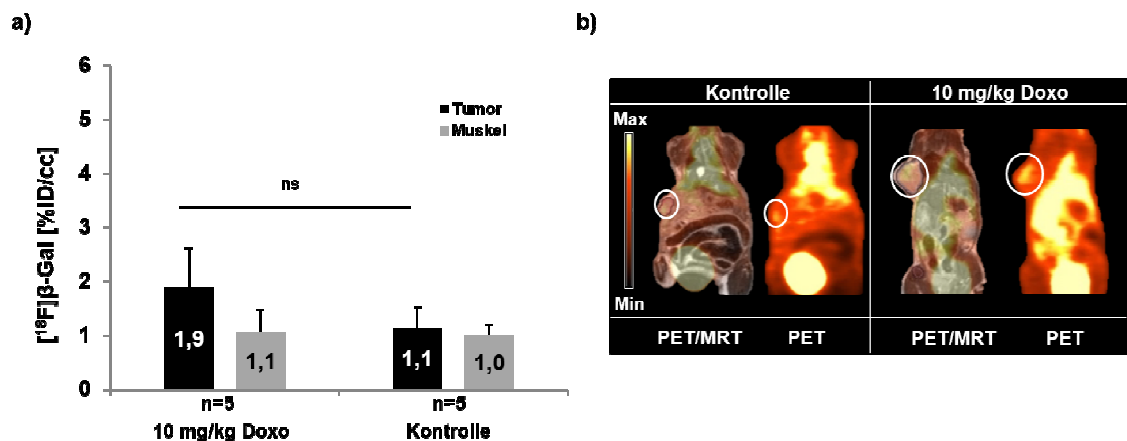 a)
[¹⁸F]β-Gal [%ID/cc]
6
5
4
3
2
1
0
Tumor
Muskel
ns
1,9
1,1
1,1
1,0
n=5
n=5
10 mg/kg Doxo
Kontrolle
b)
Kontrolle
10 mg/kg Doxo
Max
Min
PET/MRT
PET
PET/MRT
PET